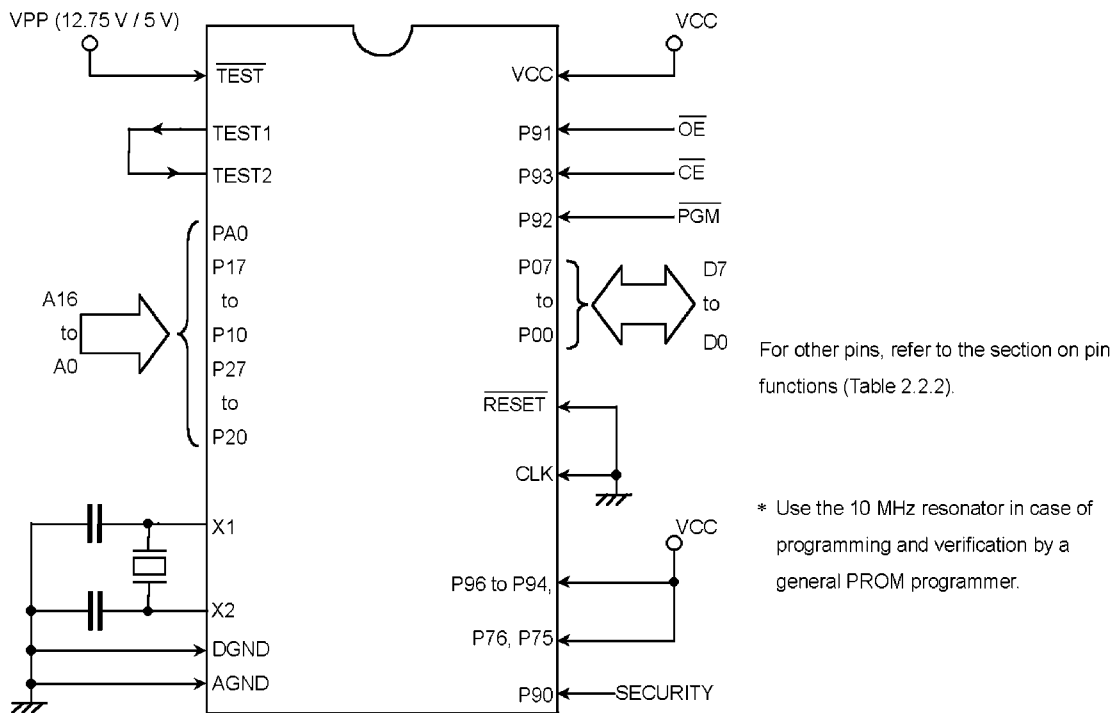 VPP (12.75 V / 5 V)
VCC
TEST
VCC
TEST1
P91
OE
TEST2
P93
CE
P92
PGM
PA0
P17
to
P10
P27
to
P20
A16
to
A0
P07
to
P00
D7
to
D0
For other pins, refer to the section on pin
functions (Table 2.2.2).
RESET
CLK
X1
X2
DGND
AGND
VCC
P96 to P94,
P76, P75
P90
SECURITY
* Use the 10 MHz resonator in case of
programming and verification by a
general PROM programmer.